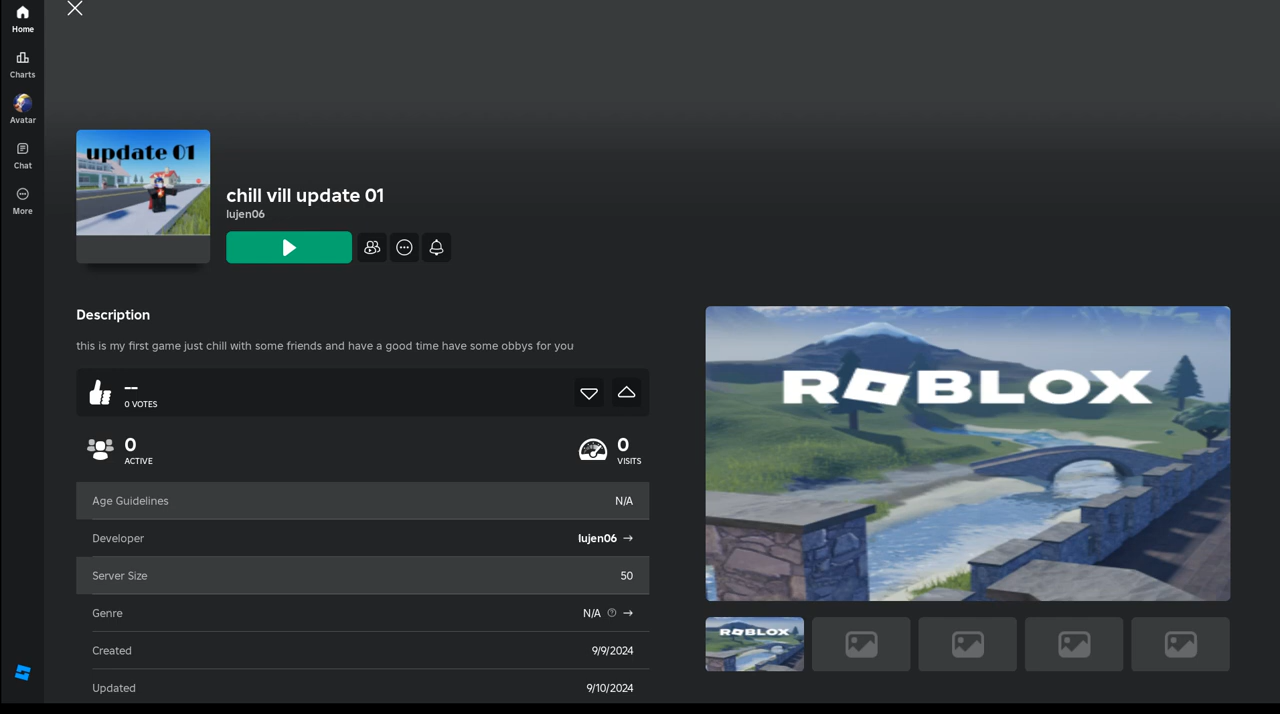 Home
Charts
Avatar
Chat
More
update 01
chill vill update 01
lujen06
Description
this is my first game just chill with some friends and have a good time have some obbys for you
--
0 VOTES
0
ACTIVE
0
VISITS
Age Guidelines N/A
Developer lujen06
Server Size 50
Genre N/A
Created 9/9/2024
Updated 9/10/2024
ROBLOX
ROBLOX